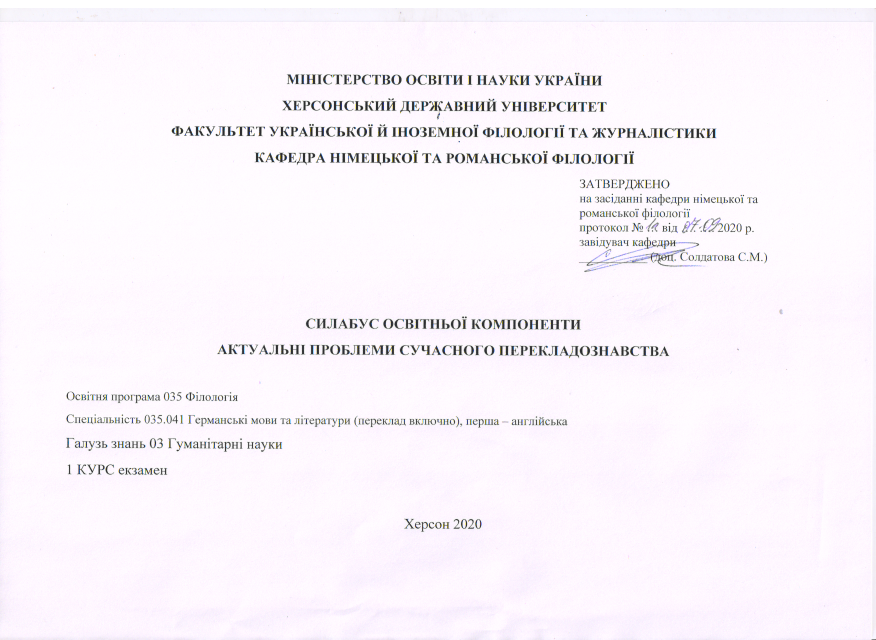 МІНІСТЕРСТВО ОСВІТИ І НАУКИ УКРАЇНИ
ХЕРСОНСЬКИЙ ДЕРЖАВНИЙ УНІВЕРСИТЕТ
ФАКУЛЬТЕТ УКРАЇНСЬКОЇ Й ІНОЗЕМНОЇ ФІЛОЛОГІЇ ТА ЖУРНАЛІСТИКИ
КАФЕДРА НІМЕЦЬКОЇ ТА РОМАНСЬКОЇ ФІЛОЛОГІЇ
ЗАТВЕРДЖЕНО
на засіданні кафедри німецької та
романської філології
протокол № від 07.09.2020 р.
завідувач кафедри
(доц. Солдатова С.М.)
СИЛАБУС ОСВІТНЬОЇ КОМПОНЕНТИ
АКТУАЛЬНІ ПРОБЛЕМИ СУЧАСНОГО ПЕРЕКЛАДОЗНАВСТВА
Освітня програма 035 Філологія
Спеціальність 035.041 Германські мови та літератури (переклад включно), перша – англійська
Галузь знань 03 Гуманітарні науки
1 КУРС екзамен
Херсон 2020